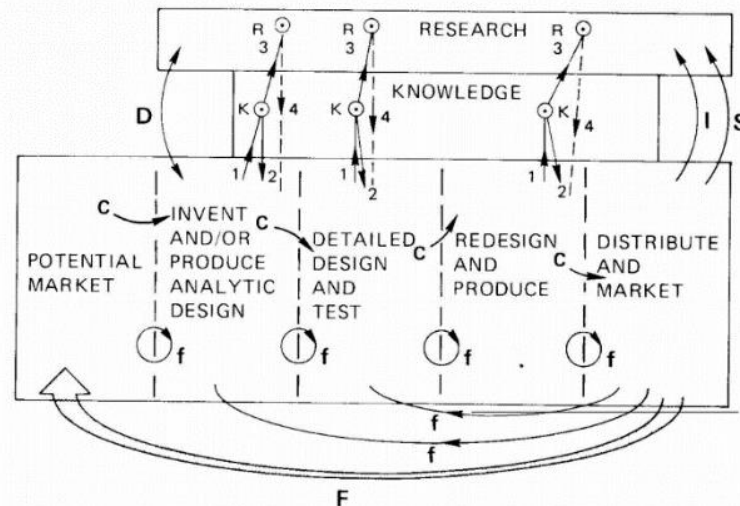 R
R
R
RESEARCH
3
3
3
KNOWLEDGE
D
K
4
K
4
K
4
I
S
1
2
1
2
1
2
C
INVENT
AND/OR
PRODUCE
ANALYTIC
DESIGN
C
DETAILED
DESIGN
AND
TEST
C
REDESIGN
AND
PRODUCE
C
DISTRIBUTE
AND
MARKET
POTENTIAL
MARKET
f
f
f
f
f
f
F